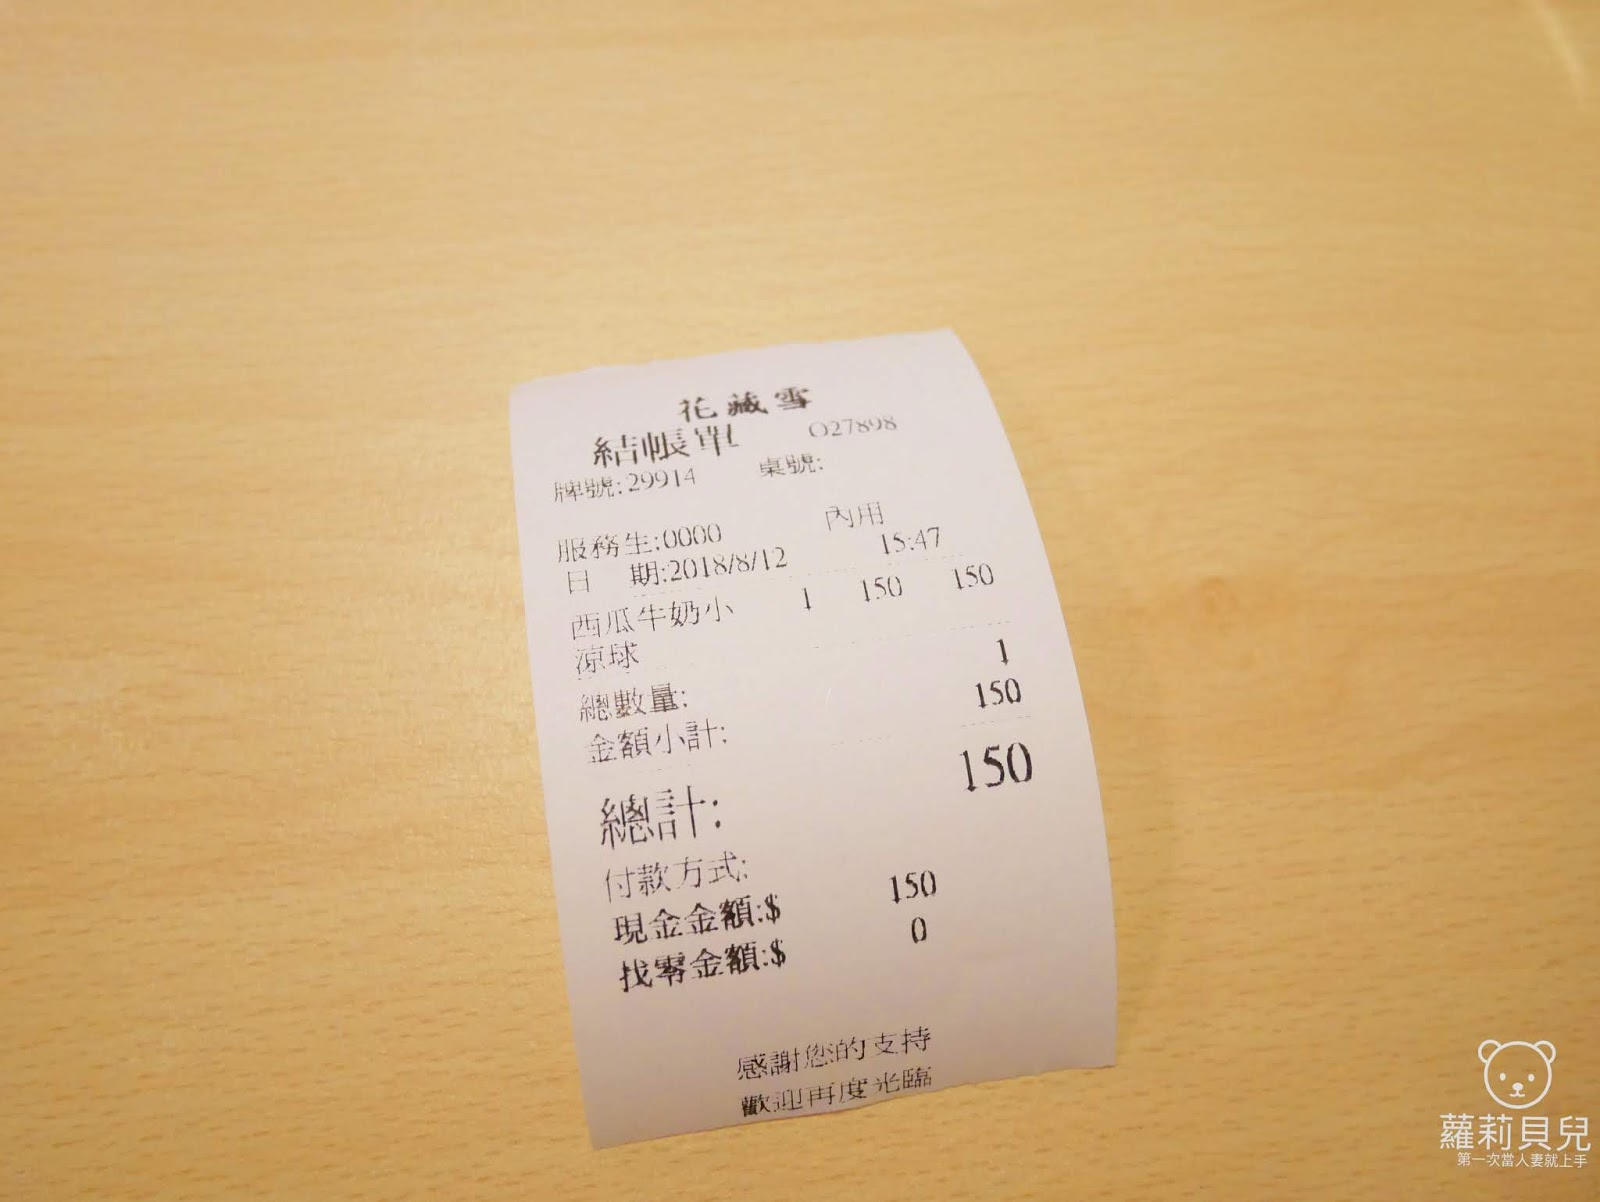 花藏雪
結帳單 O27898
牌號:29914 桌號:
服務生:0000 內用
日 期:2018/8/12 15:47
西瓜牛奶小 1 150 150
涼球
總數量: 1
金額小計: 150
總計: 150
付款方式:
現金金額:$ 150
找零金額:$ 0
感謝您的支持
歡迎再度光臨
蘿莉貝兒
第一次當人妻就上手